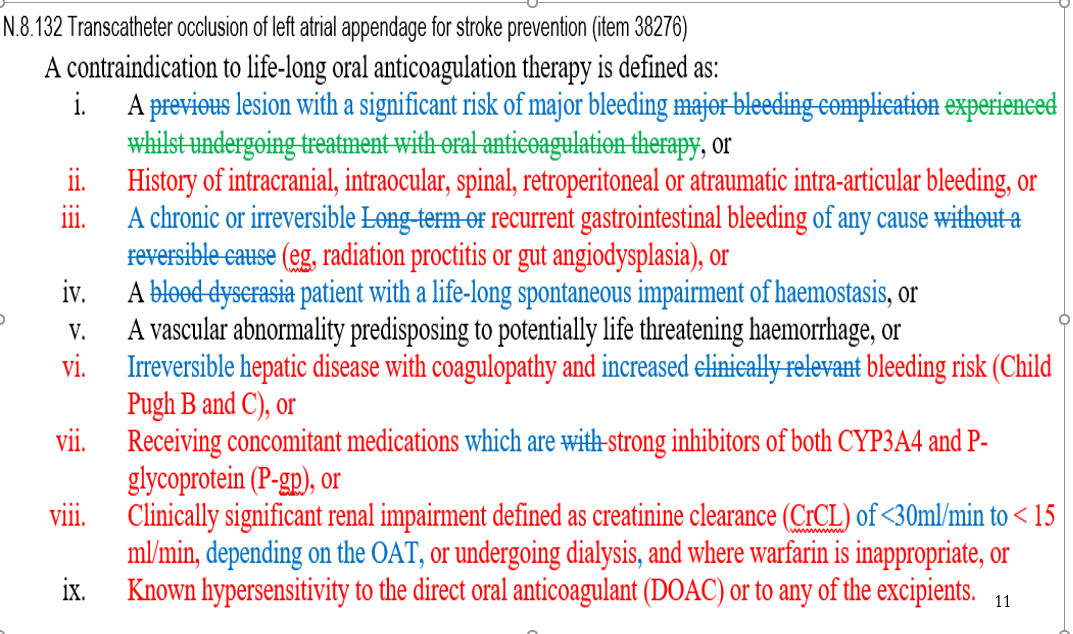 N.8.132 Transcatheter occlusion of left atrial appendage for stroke prevention (item 38276)
A contraindication to life-long oral anticoagulation therapy is defined as:
i. A previous lesion with a significant risk of major bleeding major bleeding complication experienced
whilst undergoing treatment with oral anticoagulation therapy, or
ii. History of intracranial, intraocular, spinal, retroperitoneal or atraumatic intra-articular bleeding, or
iii. A chronic or irreversible Long-term or recurrent gastrointestinal bleeding of any cause without a
reversible cause (eg, radiation proctitis or gut angiodysplasia), or
iv. A blood dyscrasia patient with a life-long spontaneous impairment of haemostasis, or
v. A vascular abnormality predisposing to potentially life threatening haemorrhage, or
vi. Irreversible hepatic disease with coagulopathy and increased clinically relevant bleeding risk (Child
Pugh B and C), or
vii. Receiving concomitant medications which are with strong inhibitors of both CYP3A4 and P-
glycoprotein (P-gp), or
viii. Clinically significant renal impairment defined as creatinine clearance (CrCL) of <30ml/min to < 15
ml/min, depending on the OAT, or undergoing dialysis, and where warfarin is inappropriate, or
ix. Known hypersensitivity to the direct oral anticoagulant (DOAC) or to any of the excipients.
11